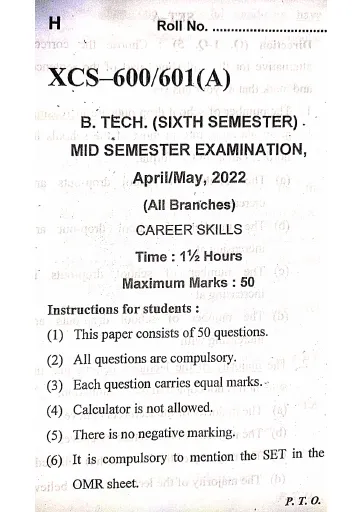 H
Roll No. ................................
XCS–600/601(A)
B. TECH. (SIXTH SEMESTER)
MID SEMESTER EXAMINATION,
April/May, 2022
(All Branches)
CAREER SKILLS
Time : 1½ Hours
Maximum Marks : 50
Instructions for students :
(1) This paper consists of 50 questions.
(2) All questions are compulsory.
(3) Each question carries equal marks.
(4) Calculator is not allowed.
(5) There is no negative marking.
(6) It is compulsory to mention the SET in the
OMR sheet.
P. T. O.